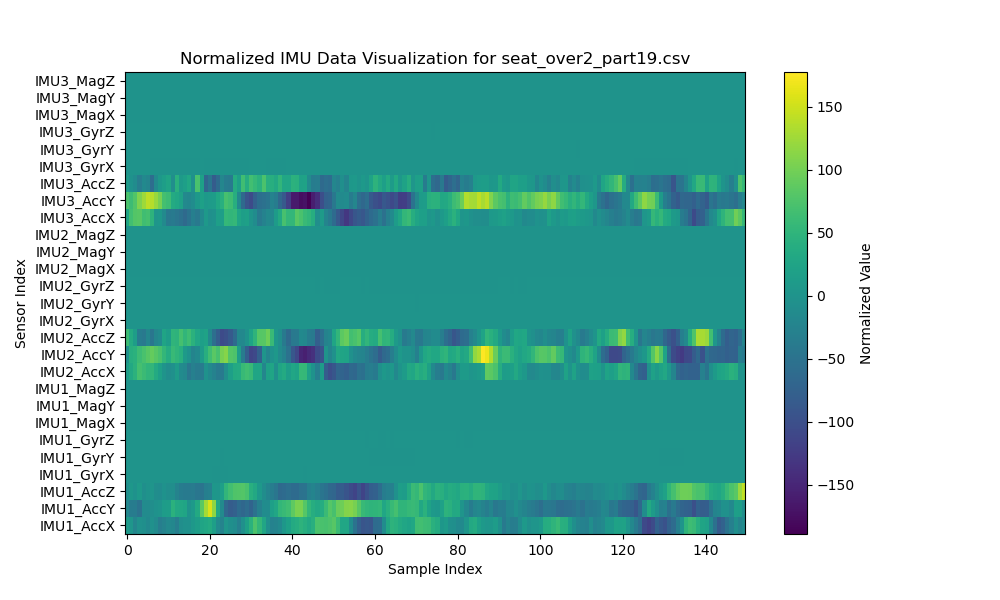 Normalized IMU Data Visualization for seat_over2_part19.csv
IMU3_MagZ
IMU3_MagY
IMU3_MagX
IMU3_GyrZ
IMU3_GyrY
IMU3_GyrX
IMU3_AccZ
IMU3_AccY
IMU3_AccX
IMU2_MagZ
IMU2_MagY
IMU2_MagX
IMU2_GyrZ
IMU2_GyrY
IMU2_GyrX
IMU2_AccZ
IMU2_AccY
IMU2_AccX
IMU1_MagZ
IMU1_MagY
IMU1_MagX
IMU1_GyrZ
IMU1_GyrY
IMU1_GyrX
IMU1_AccZ
IMU1_AccY
IMU1_AccX
Sensor Index
0 20 40 60 80 100 120 140
Sample Index
150
100
50
0
−50
−100
−150
Normalized Value